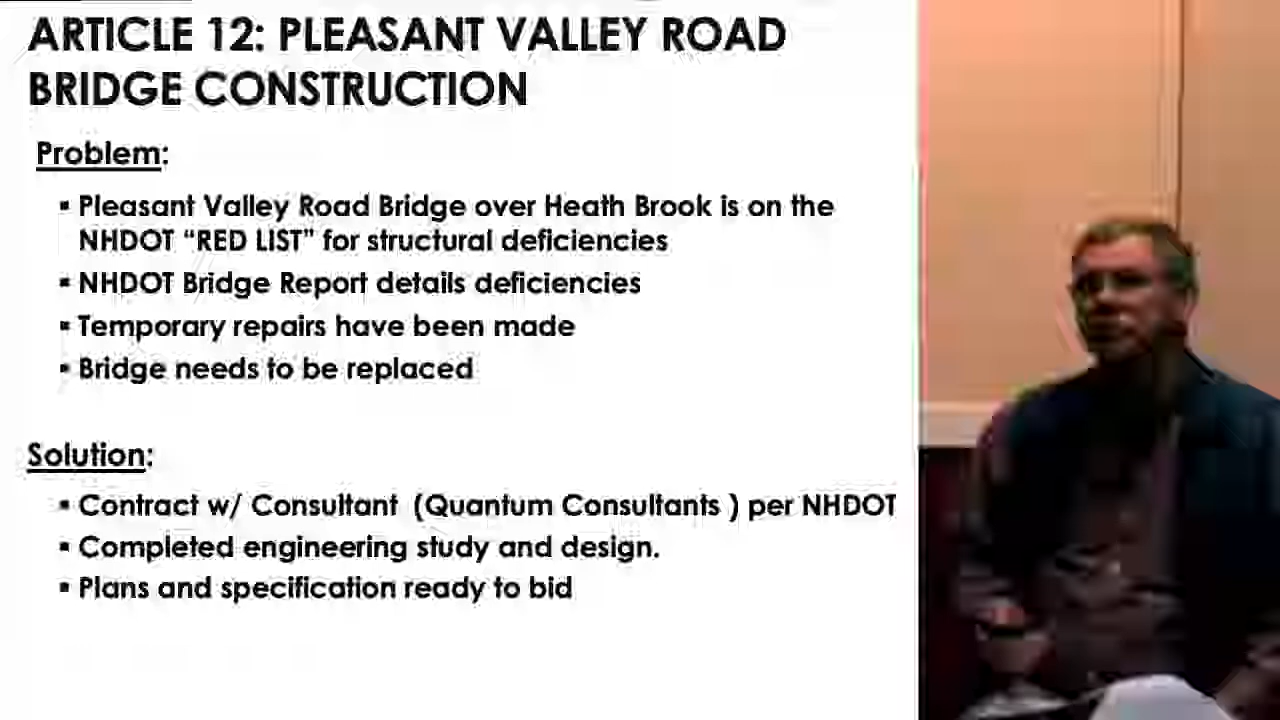 ARTICLE 12: PLEASANT VALLEY ROAD
BRIDGE CONSTRUCTION
Problem:
▪ Pleasant Valley Road Bridge over Heath Brook is on the
NHDOT “RED LIST” for structural deficiencies
▪ NHDOT Bridge Report details deficiencies
▪ Temporary repairs have been made
▪ Bridge needs to be replaced
Solution:
▪ Contract w/ Consultant (Quantum Consultants ) per NHDOT
▪ Completed engineering study and design.
▪ Plans and specification ready to bid